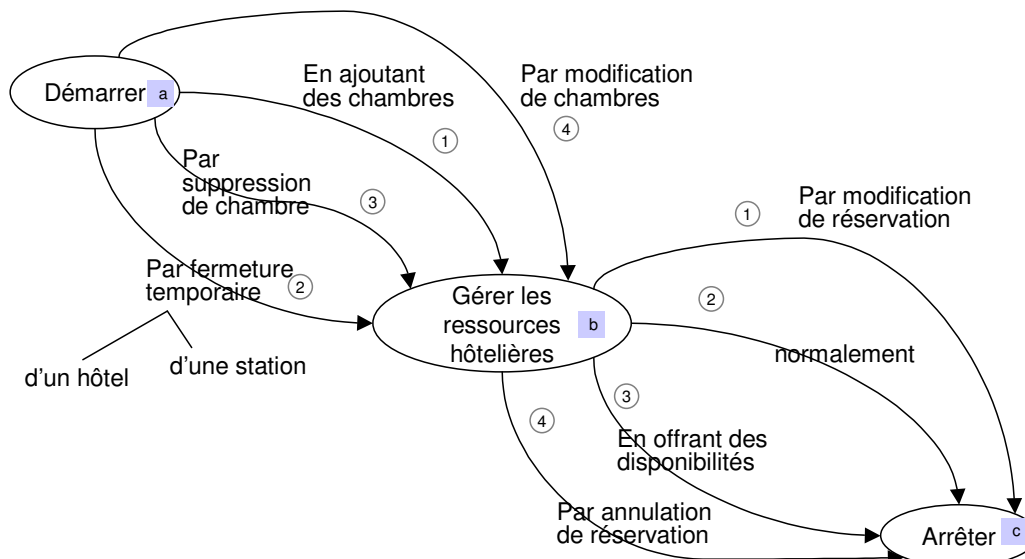 Démarrer a
En ajoutant
des chambres
1
Par modification
de chambres
4
Par
suppression
de chambre
3
Par fermeture
temporaire
2
d’un hôtel
d’une station
Gérer les
ressources
hôtelières
b
1
Par modification
de réservation
2
normalement
3
En offrant des
disponibilités
4
Par annulation
de réservation
Arrêter c